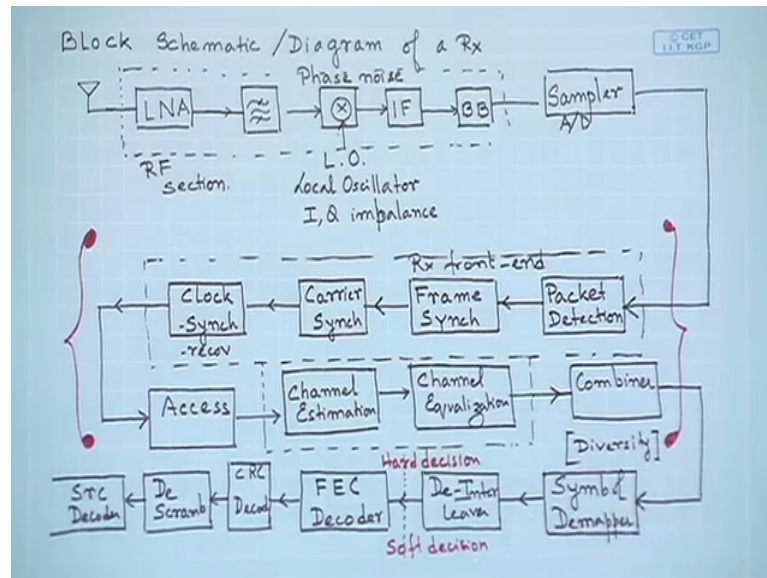 Block Schematic / Diagram of a Rx
© CET
I.I.T. KGP
Phase noise
LNA
IF
BB
Sampler
A/D
RF
section.
L.O.
Local Oscillator
I, Q imbalance
Rx front-end
Clock
-Synch
-recov
Carrier
Synch
Frame
Synch
Packet
Detection
Access
Channel
Estimation
Channel
Equalization
Combiner
[Diversity]
Hard decision
STC
Decoder
De
Scramb
CRC
Decod
FEC
Decoder
De-Inter
Leaver
Symbol
Demapper
Soft decision